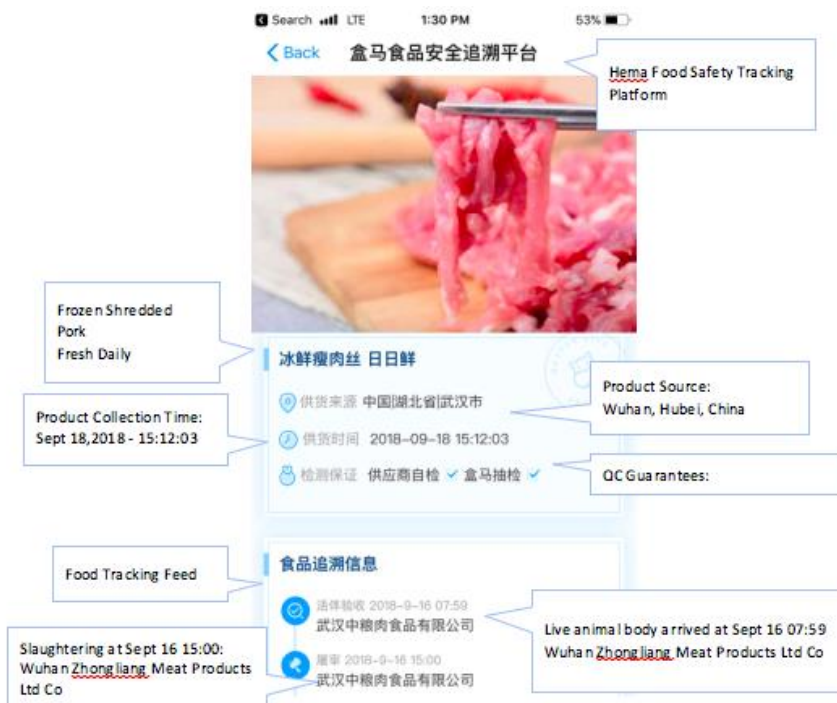 Search LTE 1:30 PM 53%
Back 盒马食品安全追溯平台
Hema Food Safety Tracking
Platform
Frozen Shredded
Pork
Fresh Daily
冰鲜瘦肉丝 日日鲜
Product Source:
Wuhan, Hubei, China
供货来源 中国|湖北省|武汉市
Product Collection Time:
Sept 18,2018 - 15:12:03
供货时间 2018-09-18 15:12:03
检测保证 供应商自检 盒马抽检
QC Guarantees:
Food Tracking Feed
食品追溯信息
活体验收 2018-9-16 07:59
武汉中粮肉食品有限公司
Live animal body arrived at Sept 16 07:59
Wuhan Zhongliang Meat Products Ltd Co
Slaughtering at Sept 16 15:00:
Wuhan Zhongliang Meat Products
Ltd Co
屠宰 2018-9-16 15:00
武汉中粮肉食品有限公司